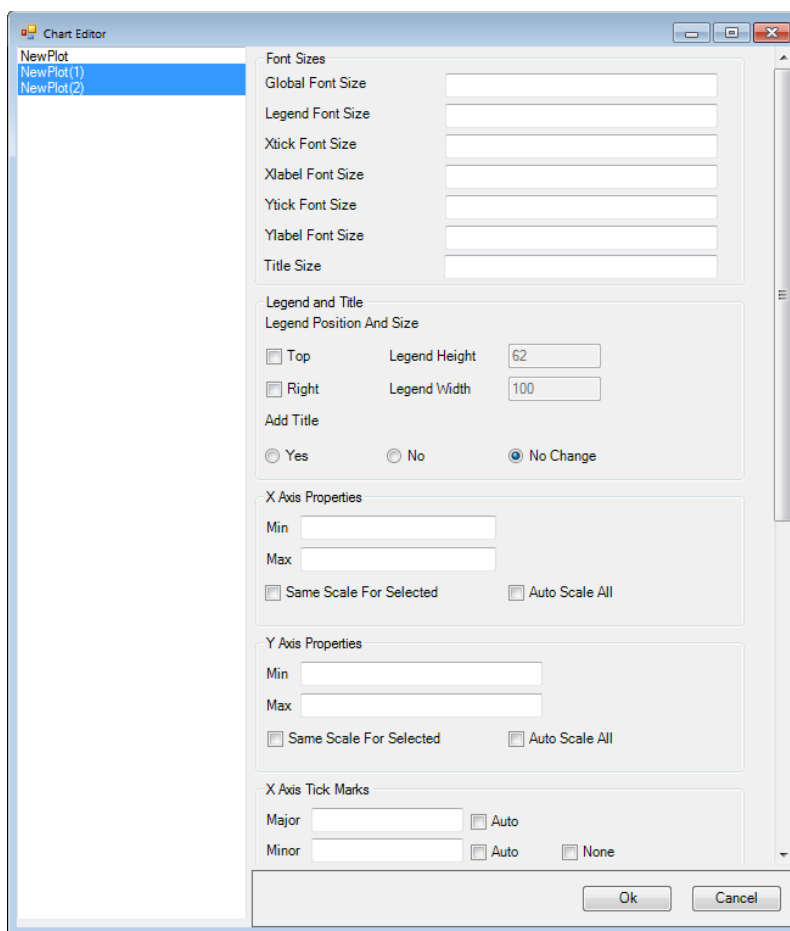 Chart Editor
NewPlot
NewPlot(1)
NewPlot(2)
Font Sizes
Global Font Size
Legend Font Size
Xtick Font Size
Xlabel Font Size
Ytick Font Size
Ylabel Font Size
Title Size
Legend and Title
Legend Position And Size
Top Legend Height 62
Right Legend Width 100
Add Title
Yes No No Change
X Axis Properties
Min
Max
Same Scale For Selected Auto Scale All
Y Axis Properties
Min
Max
Same Scale For Selected Auto Scale All
X Axis Tick Marks
Major Auto
Minor Auto None
Ok Cancel